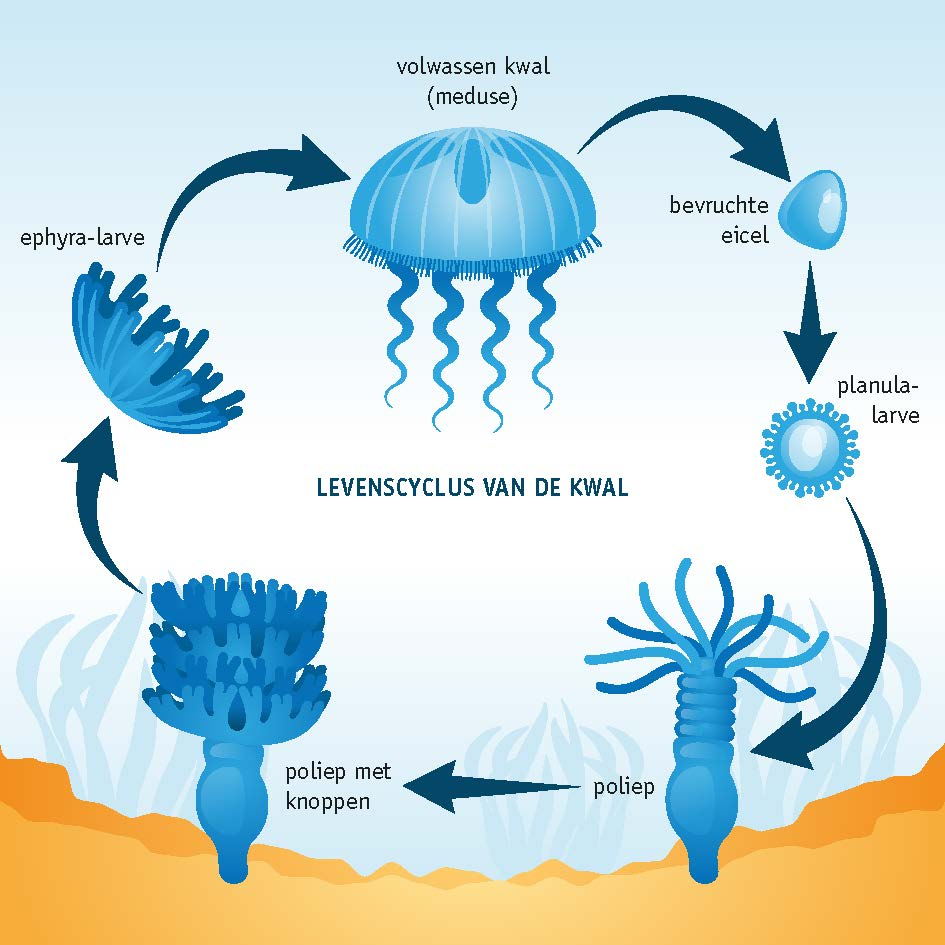 volwassen kwal
(meduse)
bevruchte
eicel
ephyra-larve
planula-
larve
LEVENSCYCLUS VAN DE KWAL
poliep met
knoppen
poliep